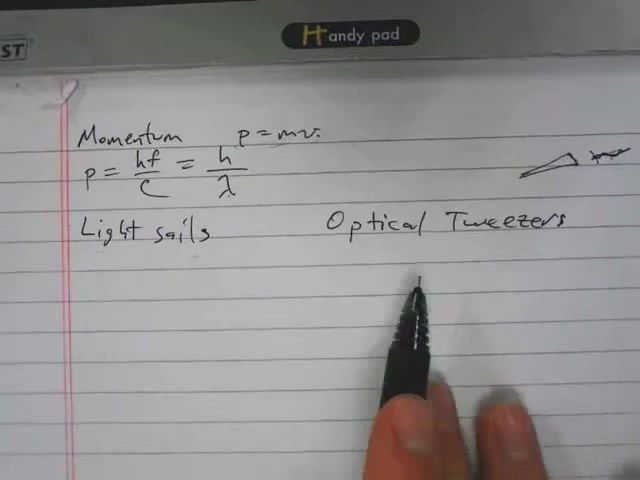 ST
Handy pad
Momentum p = mv.
p = hf/c = h/λ
Light sails Optical Tweezers